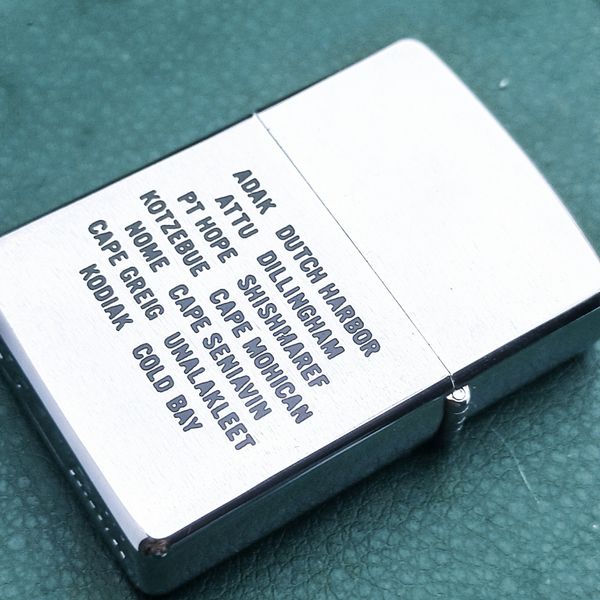 ADAK DUTCH HARBOR
ATTU DILLINGHAM
PT HOPE SHISHMAREF
KOTZEBUE CAPE MOHICAN
NOME CAPE SENIAVIN
CAPE GREIG UNALAKLEET
KODIAK COLD BAY